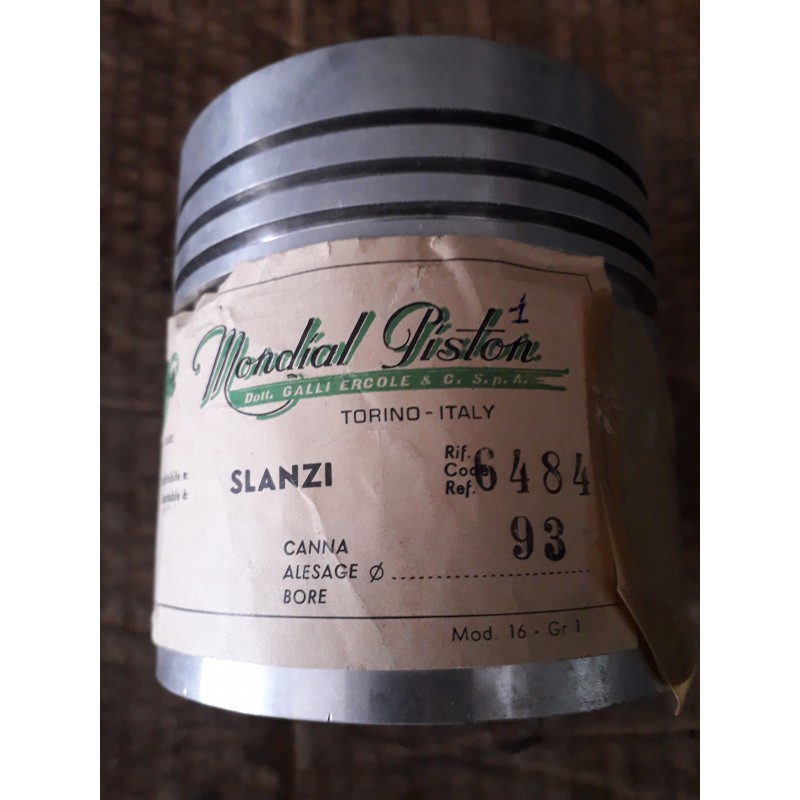 1
Mondial Piston
Dott. GALLI ERCOLE & C. S.p.A.
TORINO - ITALY
SLANZI
Rif.
Code
Ref.
6484
93
CANNA
ALESAGE Ø
BORE
Mod. 16 - Gr 1